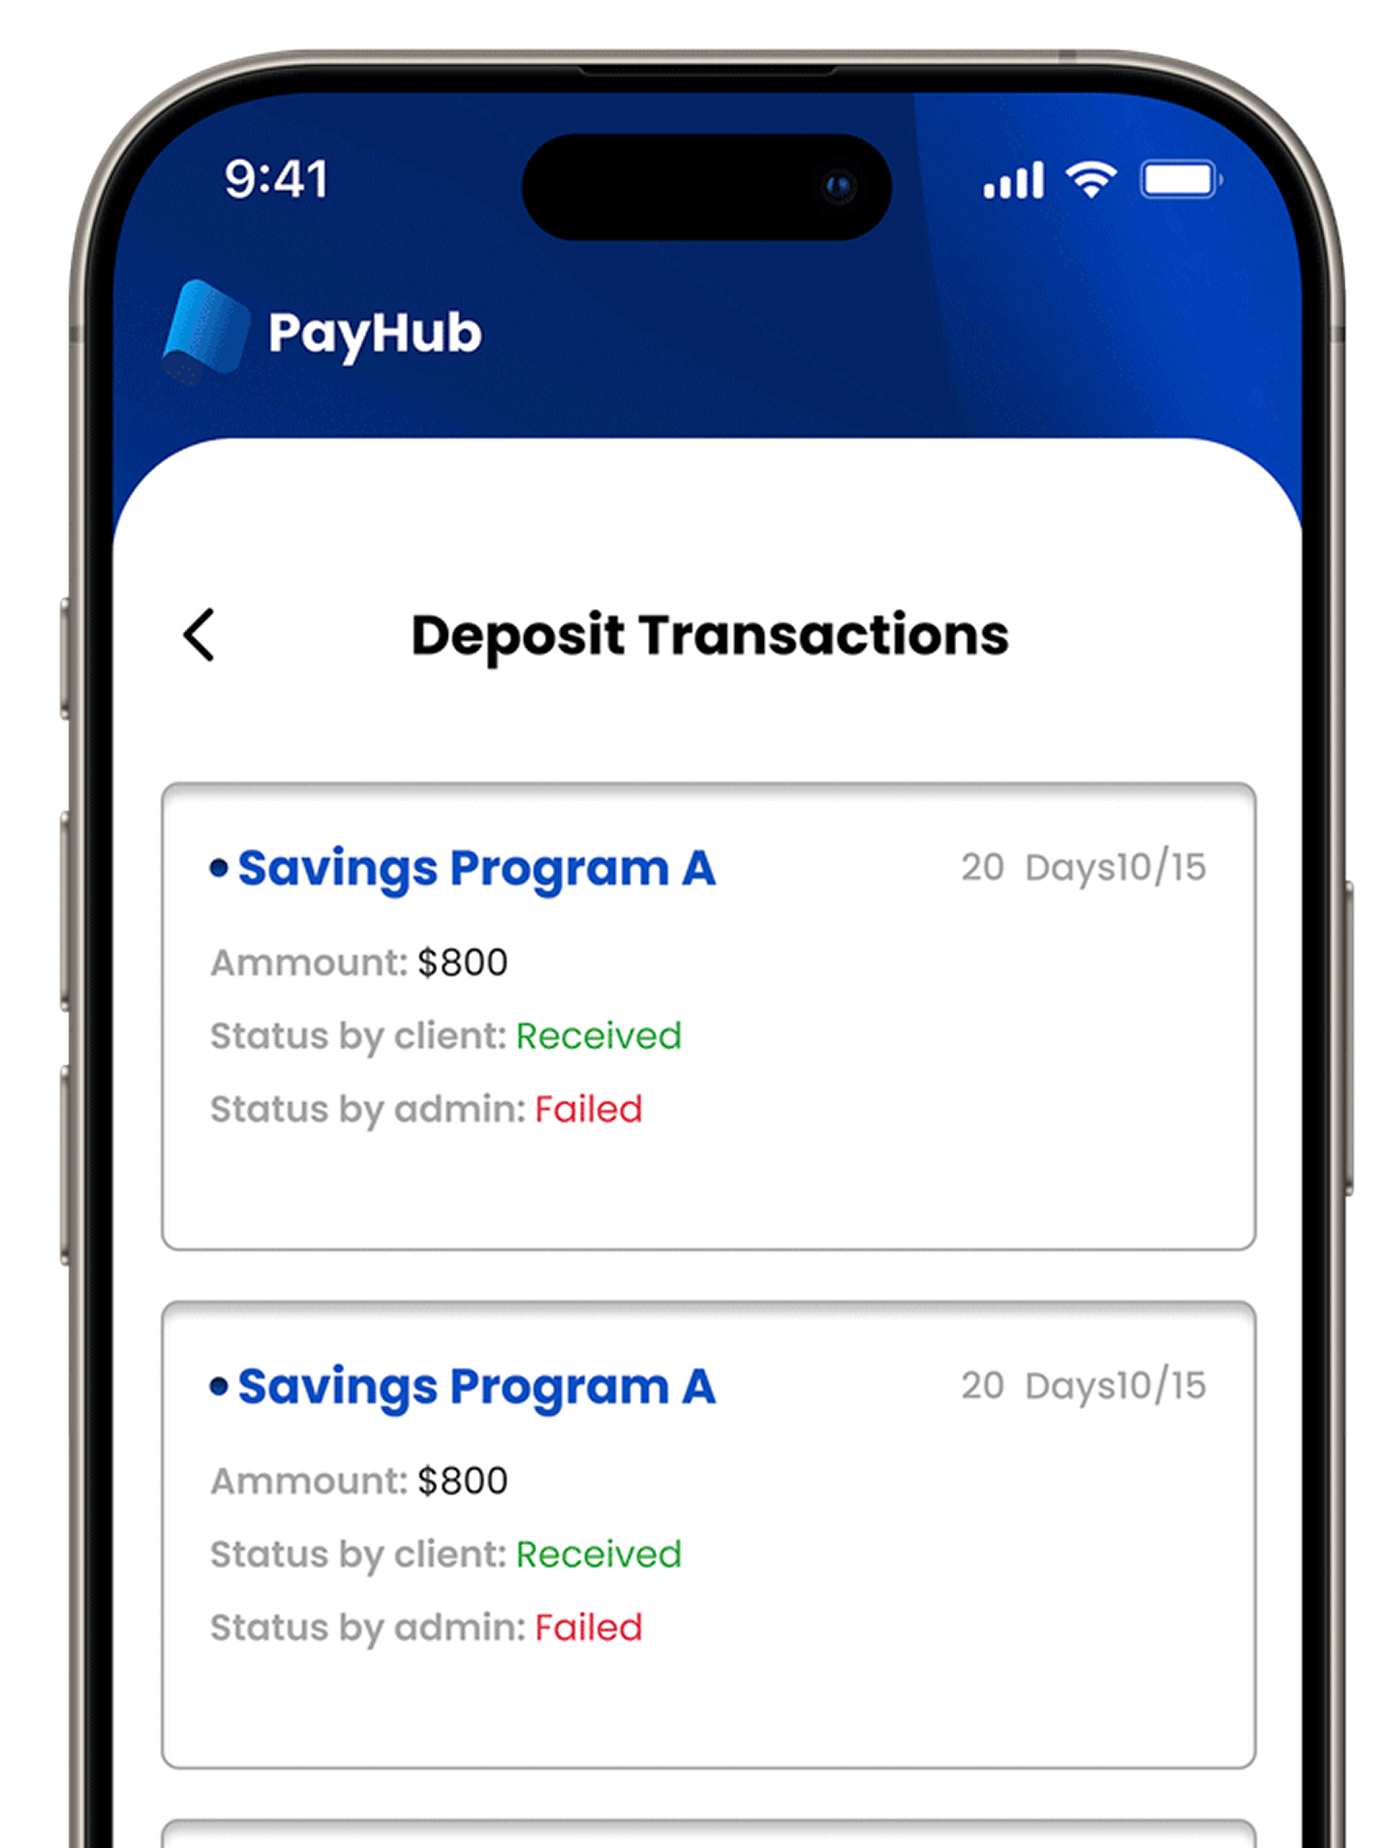 9:41
PayHub
Deposit Transactions
Savings Program A
20 Days10/15
Ammount: $800
Status by client: Received
Status by admin: Failed
Savings Program A
20 Days10/15
Ammount: $800
Status by client: Received
Status by admin: Failed